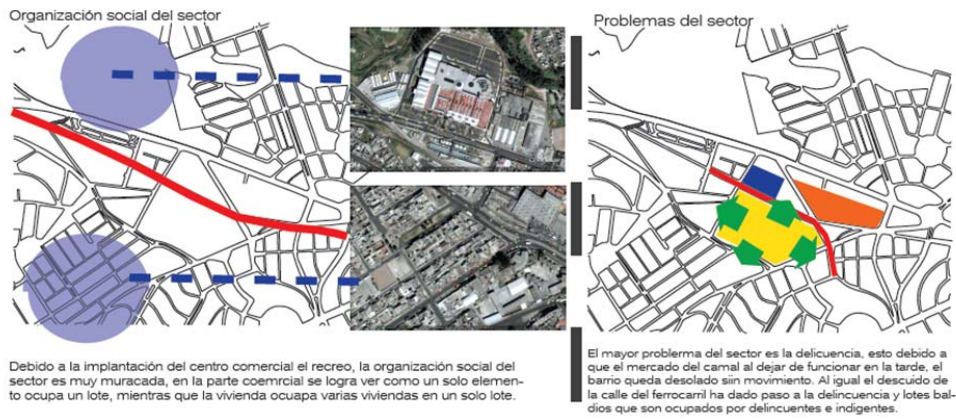 Organización social del sector
Problemas del sector
Debido a la implantación del centro comercial el recreo, la organización social del
sector es muy muracada, en la parte coemrcial se logra ver como un solo elemen-
to ocupa un lote, mientras que la vivienda ocuapa varias viviendas en un solo lote.
El mayor problerma del sector es la delicuencia, esto debido a
que el mercado del camal al dejar de funcionar en la tarde, el
barrio queda desolado siin movimiento. Al igual el descuido de
la calle del ferrocarril ha dado paso a la delincuencia y lotes bal-
dios que son ocupados por delincuentes e indigentes.